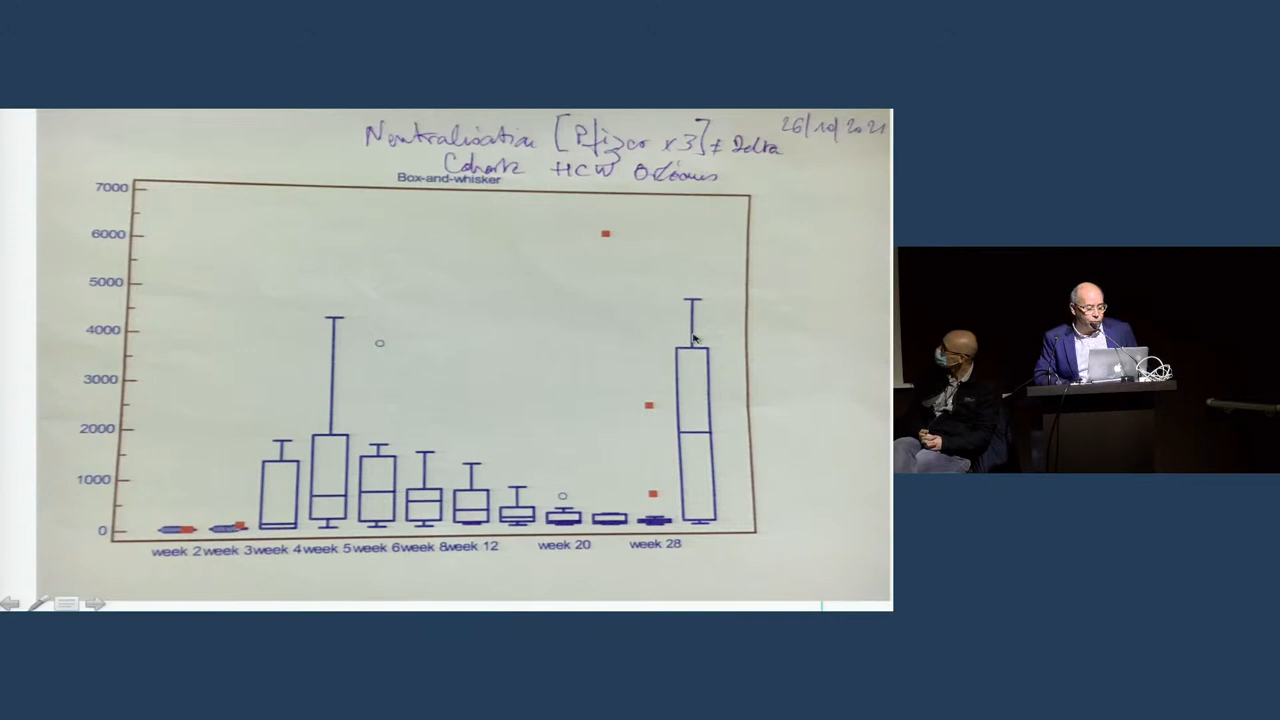 Neutralisation [Pfizer x3] ≠ Delta
26/10/2021
Cohorte HCW Orléans
Box-and-whisker
7000
6000
5000
4000
3000
2000
1000
0
week 2 week 3 week 4 week 5 week 6 week 8 week 12 week 20 week 28